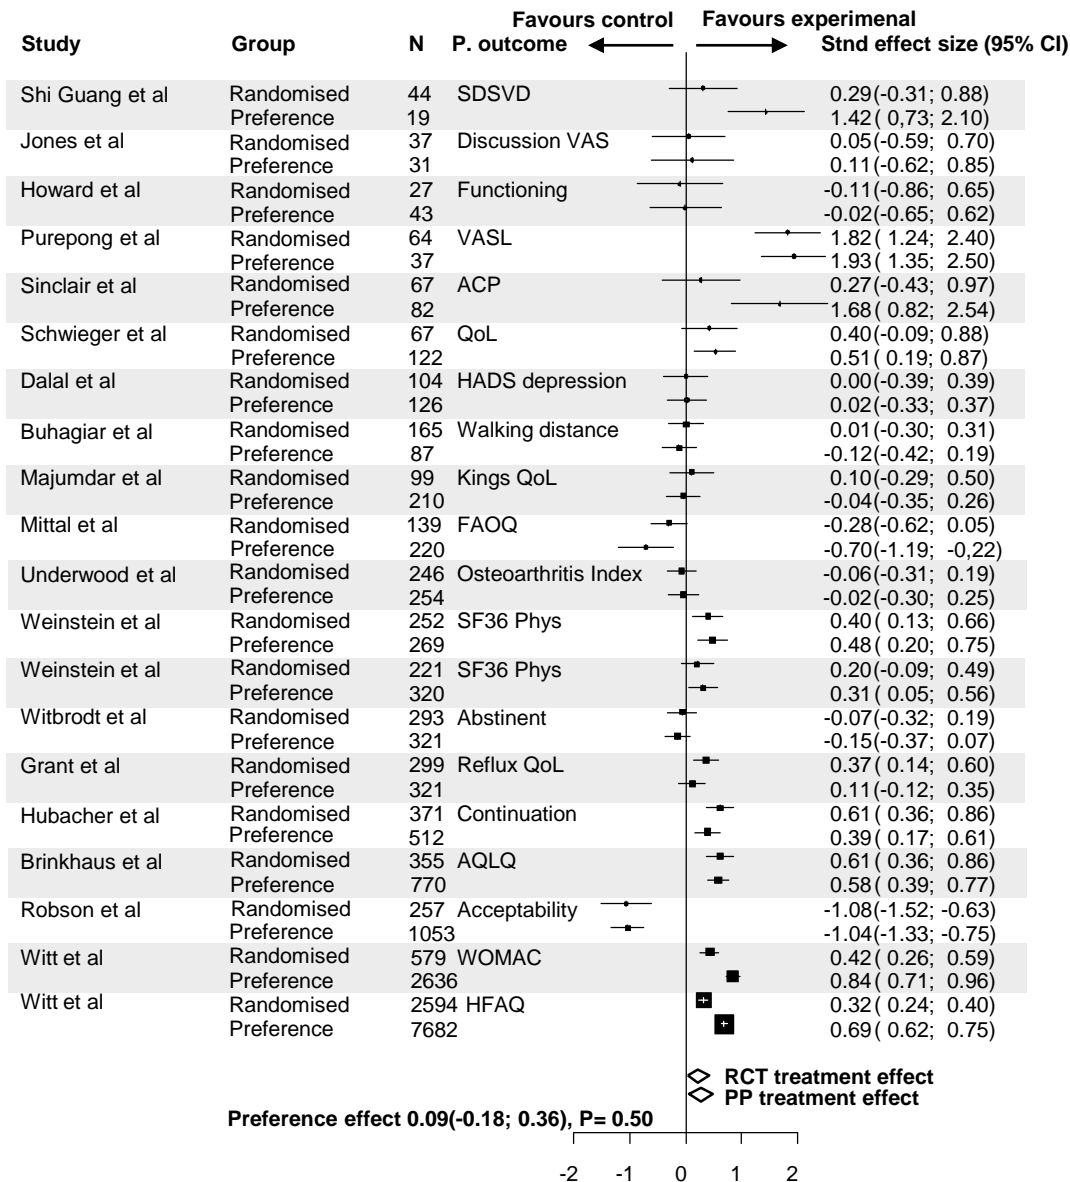 Favours control Favours experimenal
Study Group N P. outcome Stnd effect size (95% CI)
Shi Guang et al Randomised 44 SDSVD 0.29(-0.31; 0.88)
Preference 19 1.42( 0,73; 2.10)
Jones et al Randomised 37 Discussion VAS 0.05(-0.59; 0.70)
Preference 31 0.11(-0.62; 0.85)
Howard et al Randomised 27 Functioning -0.11(-0.86; 0.65)
Preference 43 -0.02(-0.65; 0.62)
Purepong et al Randomised 64 VASL 1.82( 1.24; 2.40)
Preference 37 1.93( 1.35; 2.50)
Sinclair et al Randomised 67 ACP 0.27(-0.43; 0.97)
Preference 82 1.68( 0.82; 2.54)
Schwieger et al Randomised 67 QoL 0.40(-0.09; 0.88)
Preference 122 0.51( 0.19; 0.87)
Dalal et al Randomised 104 HADS depression 0.00(-0.39; 0.39)
Preference 126 0.02(-0.33; 0.37)
Buhagiar et al Randomised 165 Walking distance 0.01(-0.30; 0.31)
Preference 87 -0.12(-0.42; 0.19)
Majumdar et al Randomised 99 Kings QoL 0.10(-0.29; 0.50)
Preference 210 -0.04(-0.35; 0.26)
Mittal et al Randomised 139 FAOQ -0.28(-0.62; 0.05)
Preference 220 -0.70(-1.19; -0,22)
Underwood et al Randomised 246 Osteoarthritis Index -0.06(-0.31; 0.19)
Preference 254 -0.02(-0.30; 0.25)
Weinstein et al Randomised 252 SF36 Phys 0.40( 0.13; 0.66)
Preference 269 0.48( 0.20; 0.75)
Weinstein et al Randomised 221 SF36 Phys 0.20(-0.09; 0.49)
Preference 320 0.31( 0.05; 0.56)
Witbrodt et al Randomised 293 Abstinent -0.07(-0.32; 0.19)
Preference 321 -0.15(-0.37; 0.07)
Grant et al Randomised 299 Reflux QoL 0.37( 0.14; 0.60)
Preference 321 0.11(-0.12; 0.35)
Hubacher et al Randomised 371 Continuation 0.61( 0.36; 0.86)
Preference 512 0.39( 0.17; 0.61)
Brinkhaus et al Randomised 355 AQLQ 0.61( 0.36; 0.86)
Preference 770 0.58( 0.39; 0.77)
Robson et al Randomised 257 Acceptability -1.08(-1.52; -0.63)
Preference 1053 -1.04(-1.33; -0.75)
Witt et al Randomised 579 WOMAC 0.42( 0.26; 0.59)
Preference 2636 0.84( 0.71; 0.96)
Witt et al Randomised 2594 HFAQ 0.32( 0.24; 0.40)
Preference 7682 0.69( 0.62; 0.75)
RCT treatment effect
PP treatment effect
Preference effect 0.09(-0.18; 0.36), P= 0.50
-2 -1 0 1 2